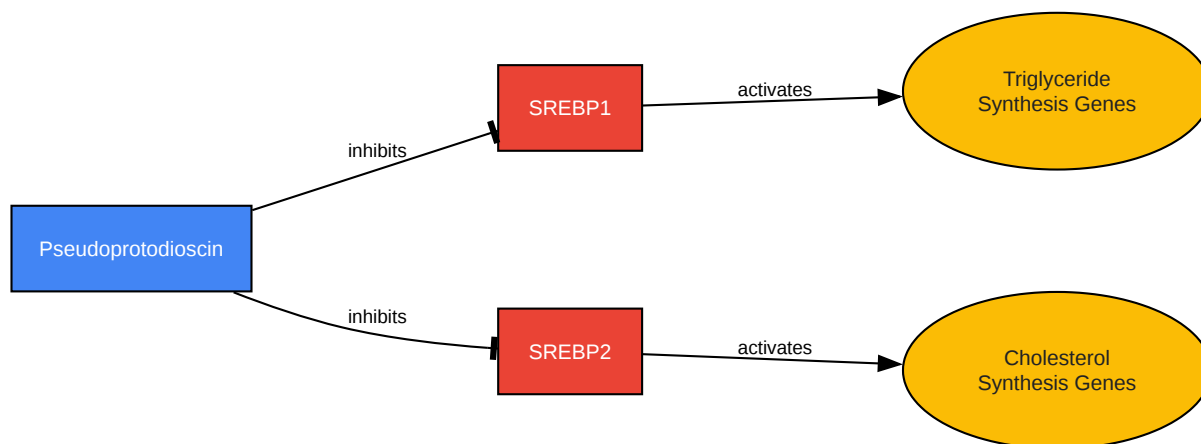 Triglyceride
Synthesis Genes
activates
SREBP1
inhibits
Pseudoprotodioscin
inhibits
SREBP2
activates
Cholesterol
Synthesis Genes